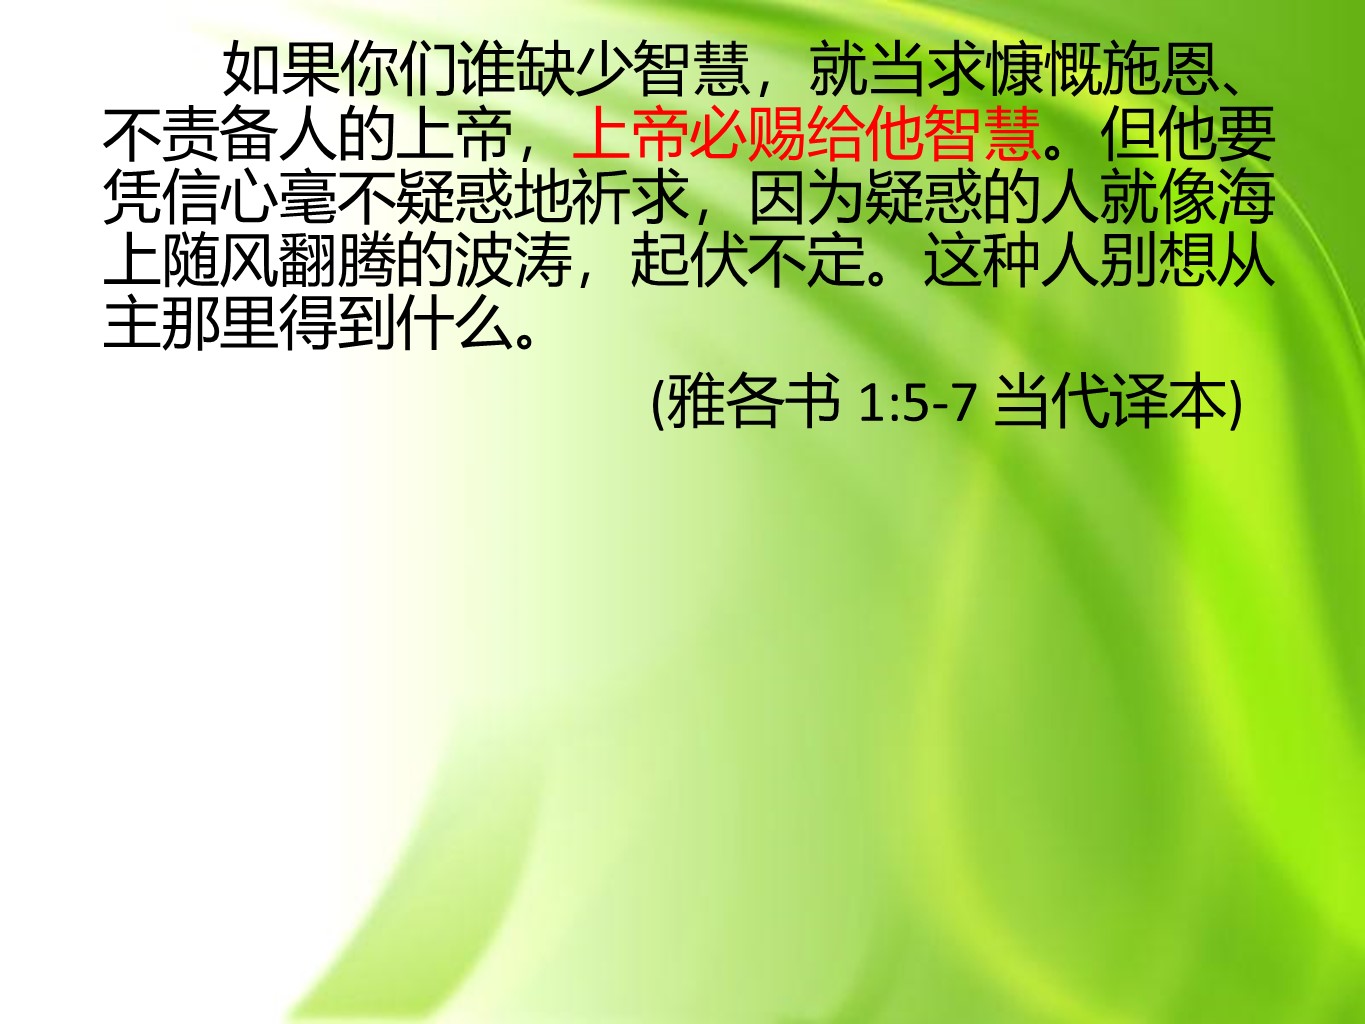 如果你们谁缺少智慧，就当求慷慨施恩、
不责备人的上帝，上帝必赐给他智慧。但他要
凭信心毫不疑惑地祈求，因为疑惑的人就像海
上随风翻腾的波涛，起伏不定。这种人别想从
主那里得到什么。
(雅各书 1:5-7 当代译本)